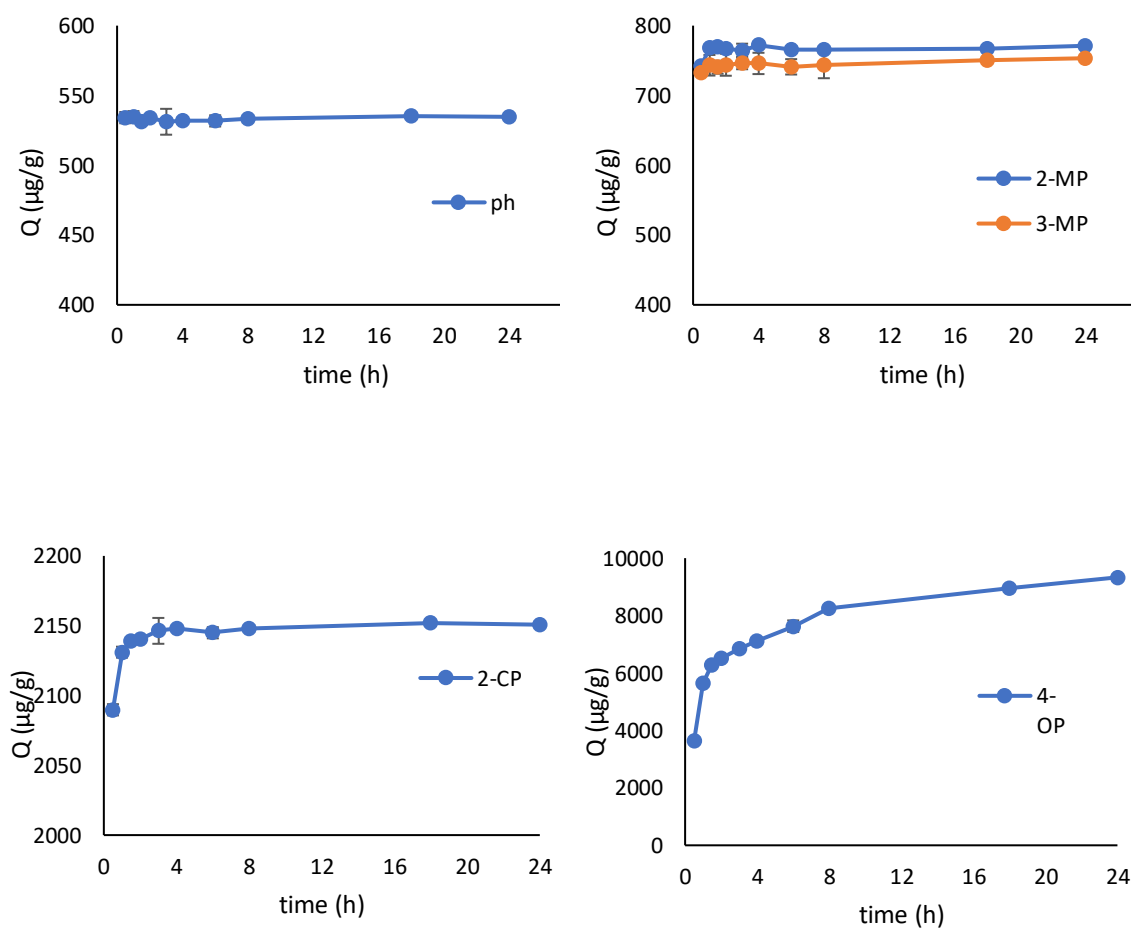 600
550
500
450
400
Q (µg/g)
0 4 8 12 16 20 24
time (h)
ph
800
700
600
500
400
Q (µg/g)
0 4 8 12 16 20 24
time (h)
2-MP
3-MP
2200
2150
2100
2050
2000
Q (µg/g)
0 4 8 12 16 20 24
time (h)
2-CP
10000
8000
6000
4000
2000
0
Q (µg/g)
0 4 8 12 16 20 24
time (h)
4-
OP